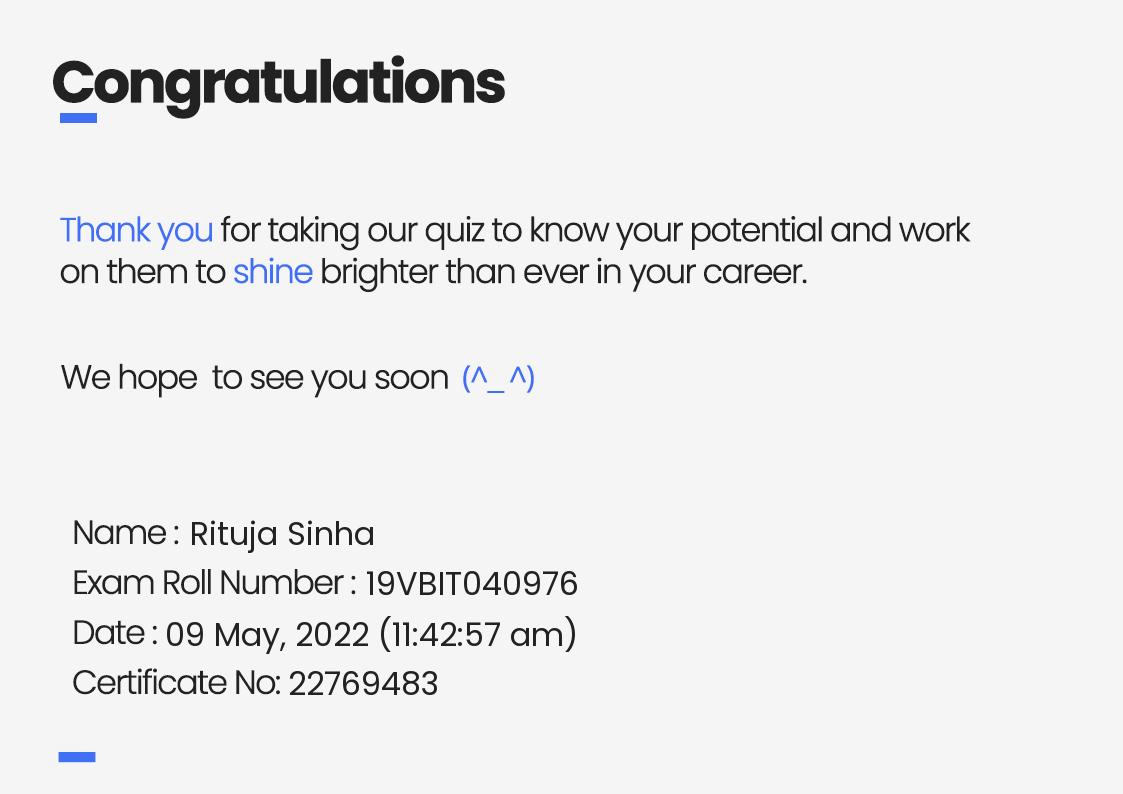 Congratulations
Thank you for taking our quiz to know your potential and work
on them to shine brighter than ever in your career.
We hope  to see you soon (^_^)
Name : Rituja Sinha
Exam Roll Number : 19VBIT040976
Date : 09 May, 2022 (11:42:57 am)
Certificate No: 22769483